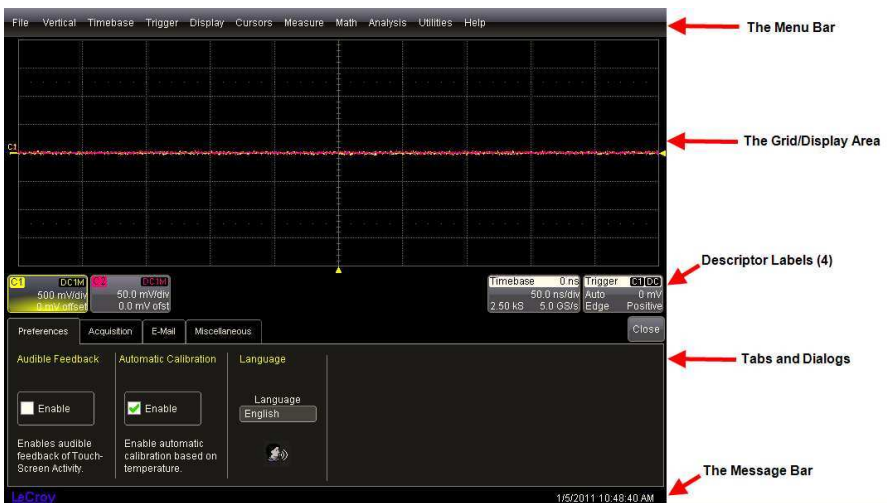 File Vertical Timebase Trigger Display Cursors Measure Math Analysis Utilities Help
The Menu Bar
C1
The Grid/Display Area
Descriptor Labels (4)
C1 DC1M
500 mV/div
0 mV offset
C2 DC1M
50.0 mV/div
0.0 mV ofst
Timebase 0 ns
50.0 ns/div
2.50 kS 5.0 GS/s
Trigger C1 DC
Auto 0 mV
Edge Positive
Preferences Acquisition E-Mail Miscellaneous
Close
Tabs and Dialogs
Audible Feedback
Enable
Enables audible
feedback of Touch-
Screen Activity.
Automatic Calibration
Enable
Enable automatic
calibration based on
temperature.
Language
Language
English
The Message Bar
LeCroy
1/5/2011 10:48:40 AM